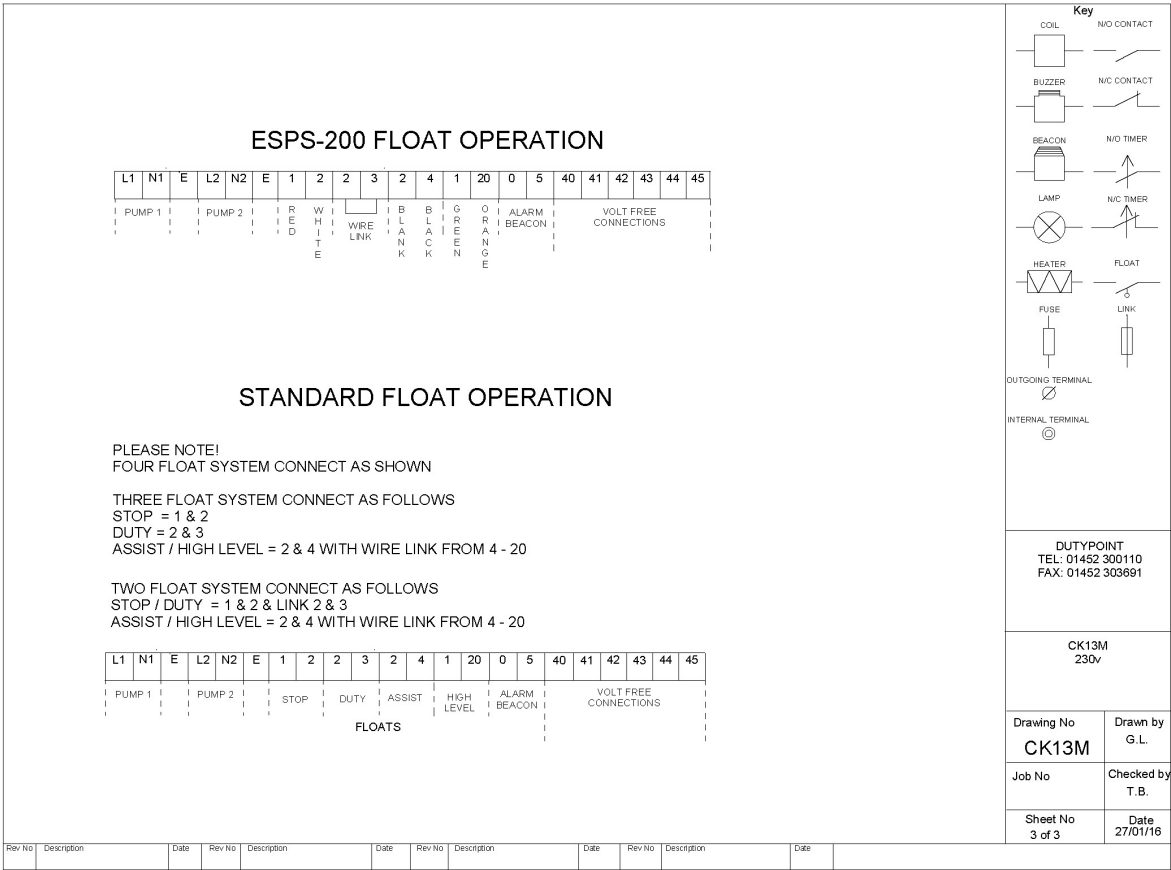 ESPS-200 FLOAT OPERATION
L1 N1 E L2 N2 E 1 2 2 3 2 4 1 20 0 5 40 41 42 43 44 45
PUMP 1
PUMP 2
RED
WHITE
WIRE
LINK
BLANK
BLACK
GREEN
ORANGE
ALARM
BEACON
VOLT FREE
CONNECTIONS
STANDARD FLOAT OPERATION
PLEASE NOTE!
FOUR FLOAT SYSTEM CONNECT AS SHOWN
THREE FLOAT SYSTEM CONNECT AS FOLLOWS
STOP = 1 & 2
DUTY = 2 & 3
ASSIST / HIGH LEVEL = 2 & 4 WITH WIRE LINK FROM 4 - 20
TWO FLOAT SYSTEM CONNECT AS FOLLOWS
STOP / DUTY = 1 & 2 & LINK 2 & 3
ASSIST / HIGH LEVEL = 2 & 4 WITH WIRE LINK FROM 4 - 20
L1 N1 E L2 N2 E 1 2 2 3 2 4 1 20 0 5 40 41 42 43 44 45
PUMP 1
PUMP 2
STOP
DUTY
ASSIST
HIGH
LEVEL
ALARM
BEACON
VOLT FREE
CONNECTIONS
FLOATS
Key
COIL
N/O CONTACT
BUZZER
N/C CONTACT
BEACON
N/O TIMER
LAMP
N/C TIMER
HEATER
FLOAT
FUSE
LINK
OUTGOING TERMINAL
INTERNAL TERMINAL
DUTYPOINT
TEL: 01452 300110
FAX: 01452 303691
CK13M
230v
Drawing No
CK13M
Drawn by
G.L.
Job No
Checked by
T.B.
Sheet No
3 of 3
Date
27/01/16
Rev No Description Date Rev No Description Date Rev No Description Date Rev No Description Date